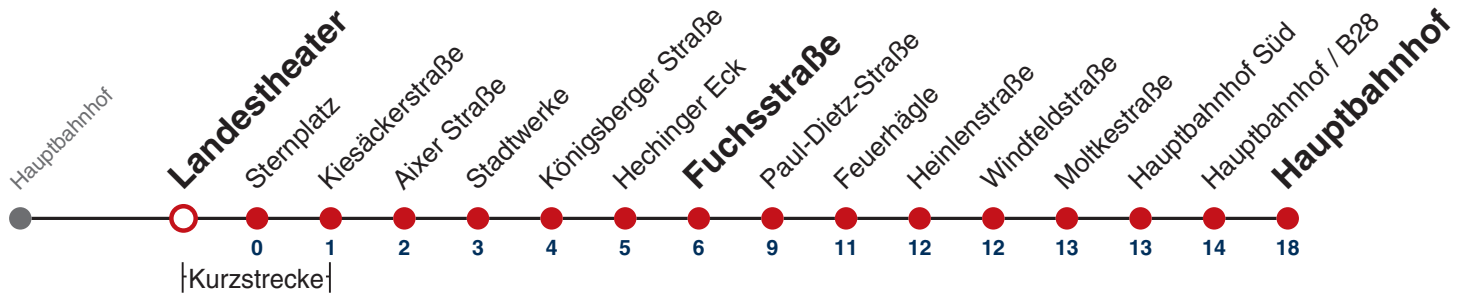 Hauptbahnhof
Landestheater
Sternplatz
Kiesäckerstraße
Aixer Straße
Stadtwerke
Königsberger Straße
Hechinger Eck
Fuchsstraße
Paul-Dietz-Straße
Feuerhägle
Heinlenstraße
Windfeldstraße
Moltkestraße
Hauptbahnhof Süd
Hauptbahnhof / B28
Hauptbahnhof
0 1 2 3 4 5 6 9 11 12 12 13 13 14 18
Kurzstrecke